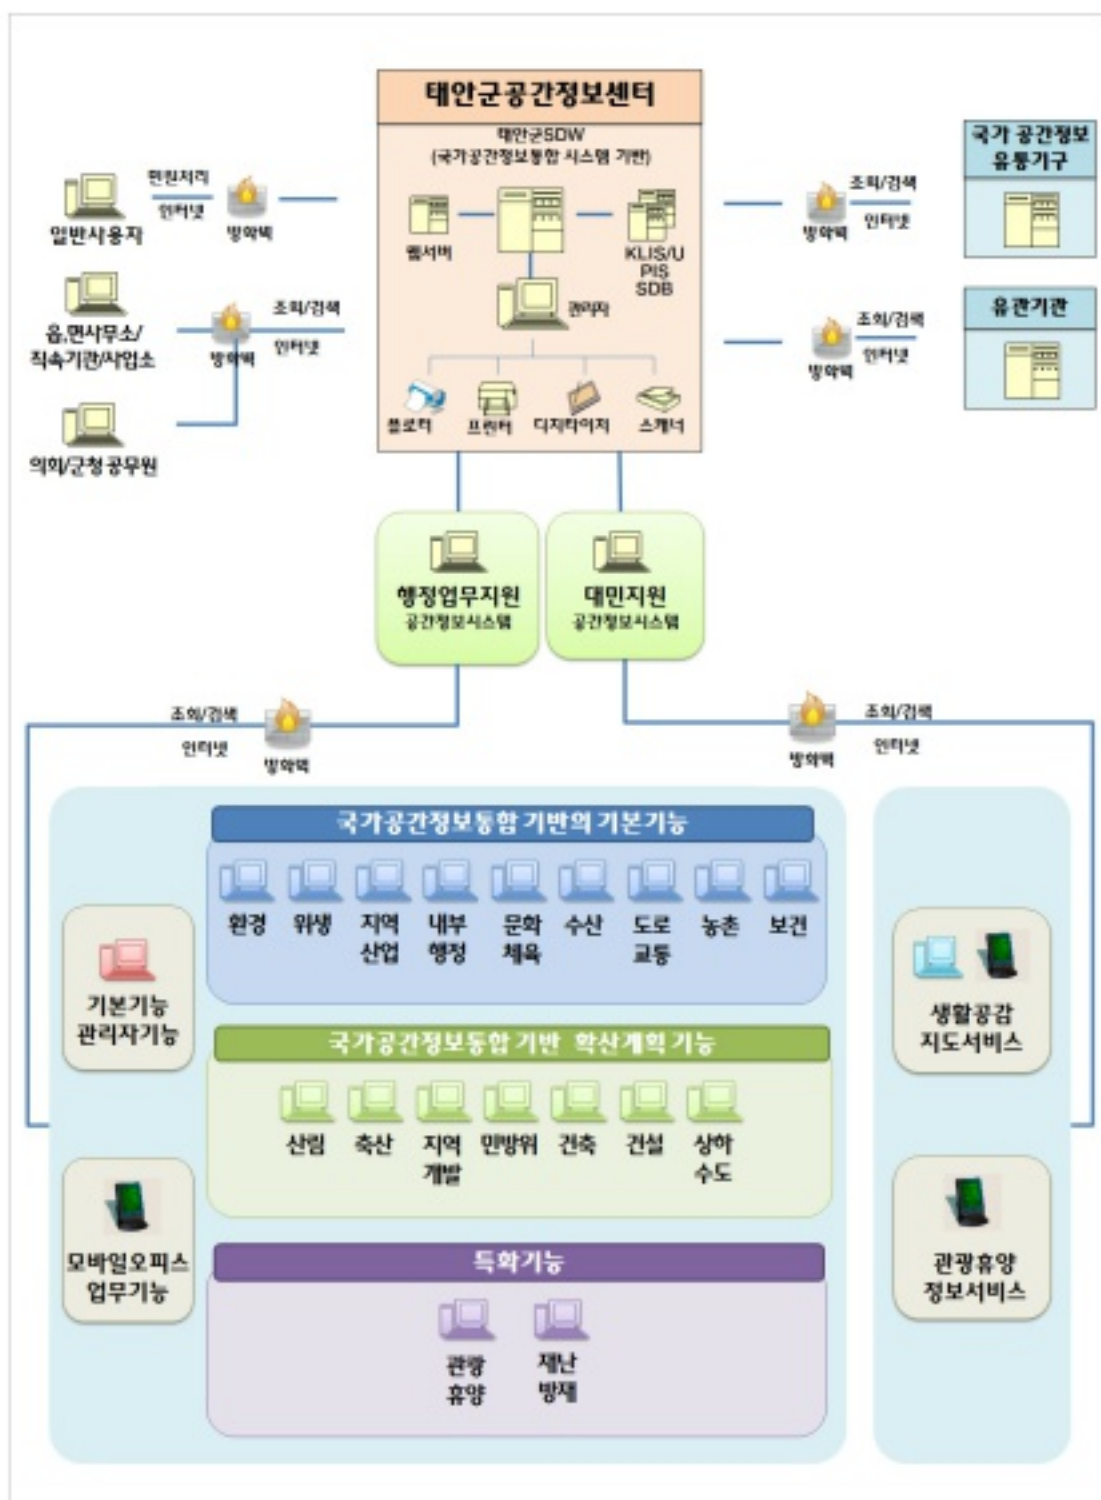 태안군공간정보센터
태안군SDW
(국가공간정보통합 시스템 기반)
웹서버
KLIS/U
PIS
SDB
관리자
플로터
프린터
디지타이저
스캐너
민원처리
인터넷
일반사용자
방화벽
읍,면사무소/
직속기관/사업소
방화벽
조회/검색
인터넷
의회/군청 공무원
방화벽
조회/검색
인터넷
국가 공간정보
유통기구
방화벽
조회/검색
인터넷
유관기관
행정업무지원
공간정보시스템
대민지원
공간정보시스템
조회/검색
인터넷
방화벽
방화벽
조회/검색
인터넷
기본기능
관리자기능
모바일오피스
업무기능
국가공간정보통합 기반의 기본기능
환경
위생
지역
산업
내부
행정
문화
체육
수산
도로
교통
농촌
보건
국가공간정보통합 기반 확산계획 기능
산림
축산
지역
개발
민방위
건축
건설
상하
수도
특화기능
관광
휴양
재난
방재
생활공감
지도서비스
관광휴양
정보서비스